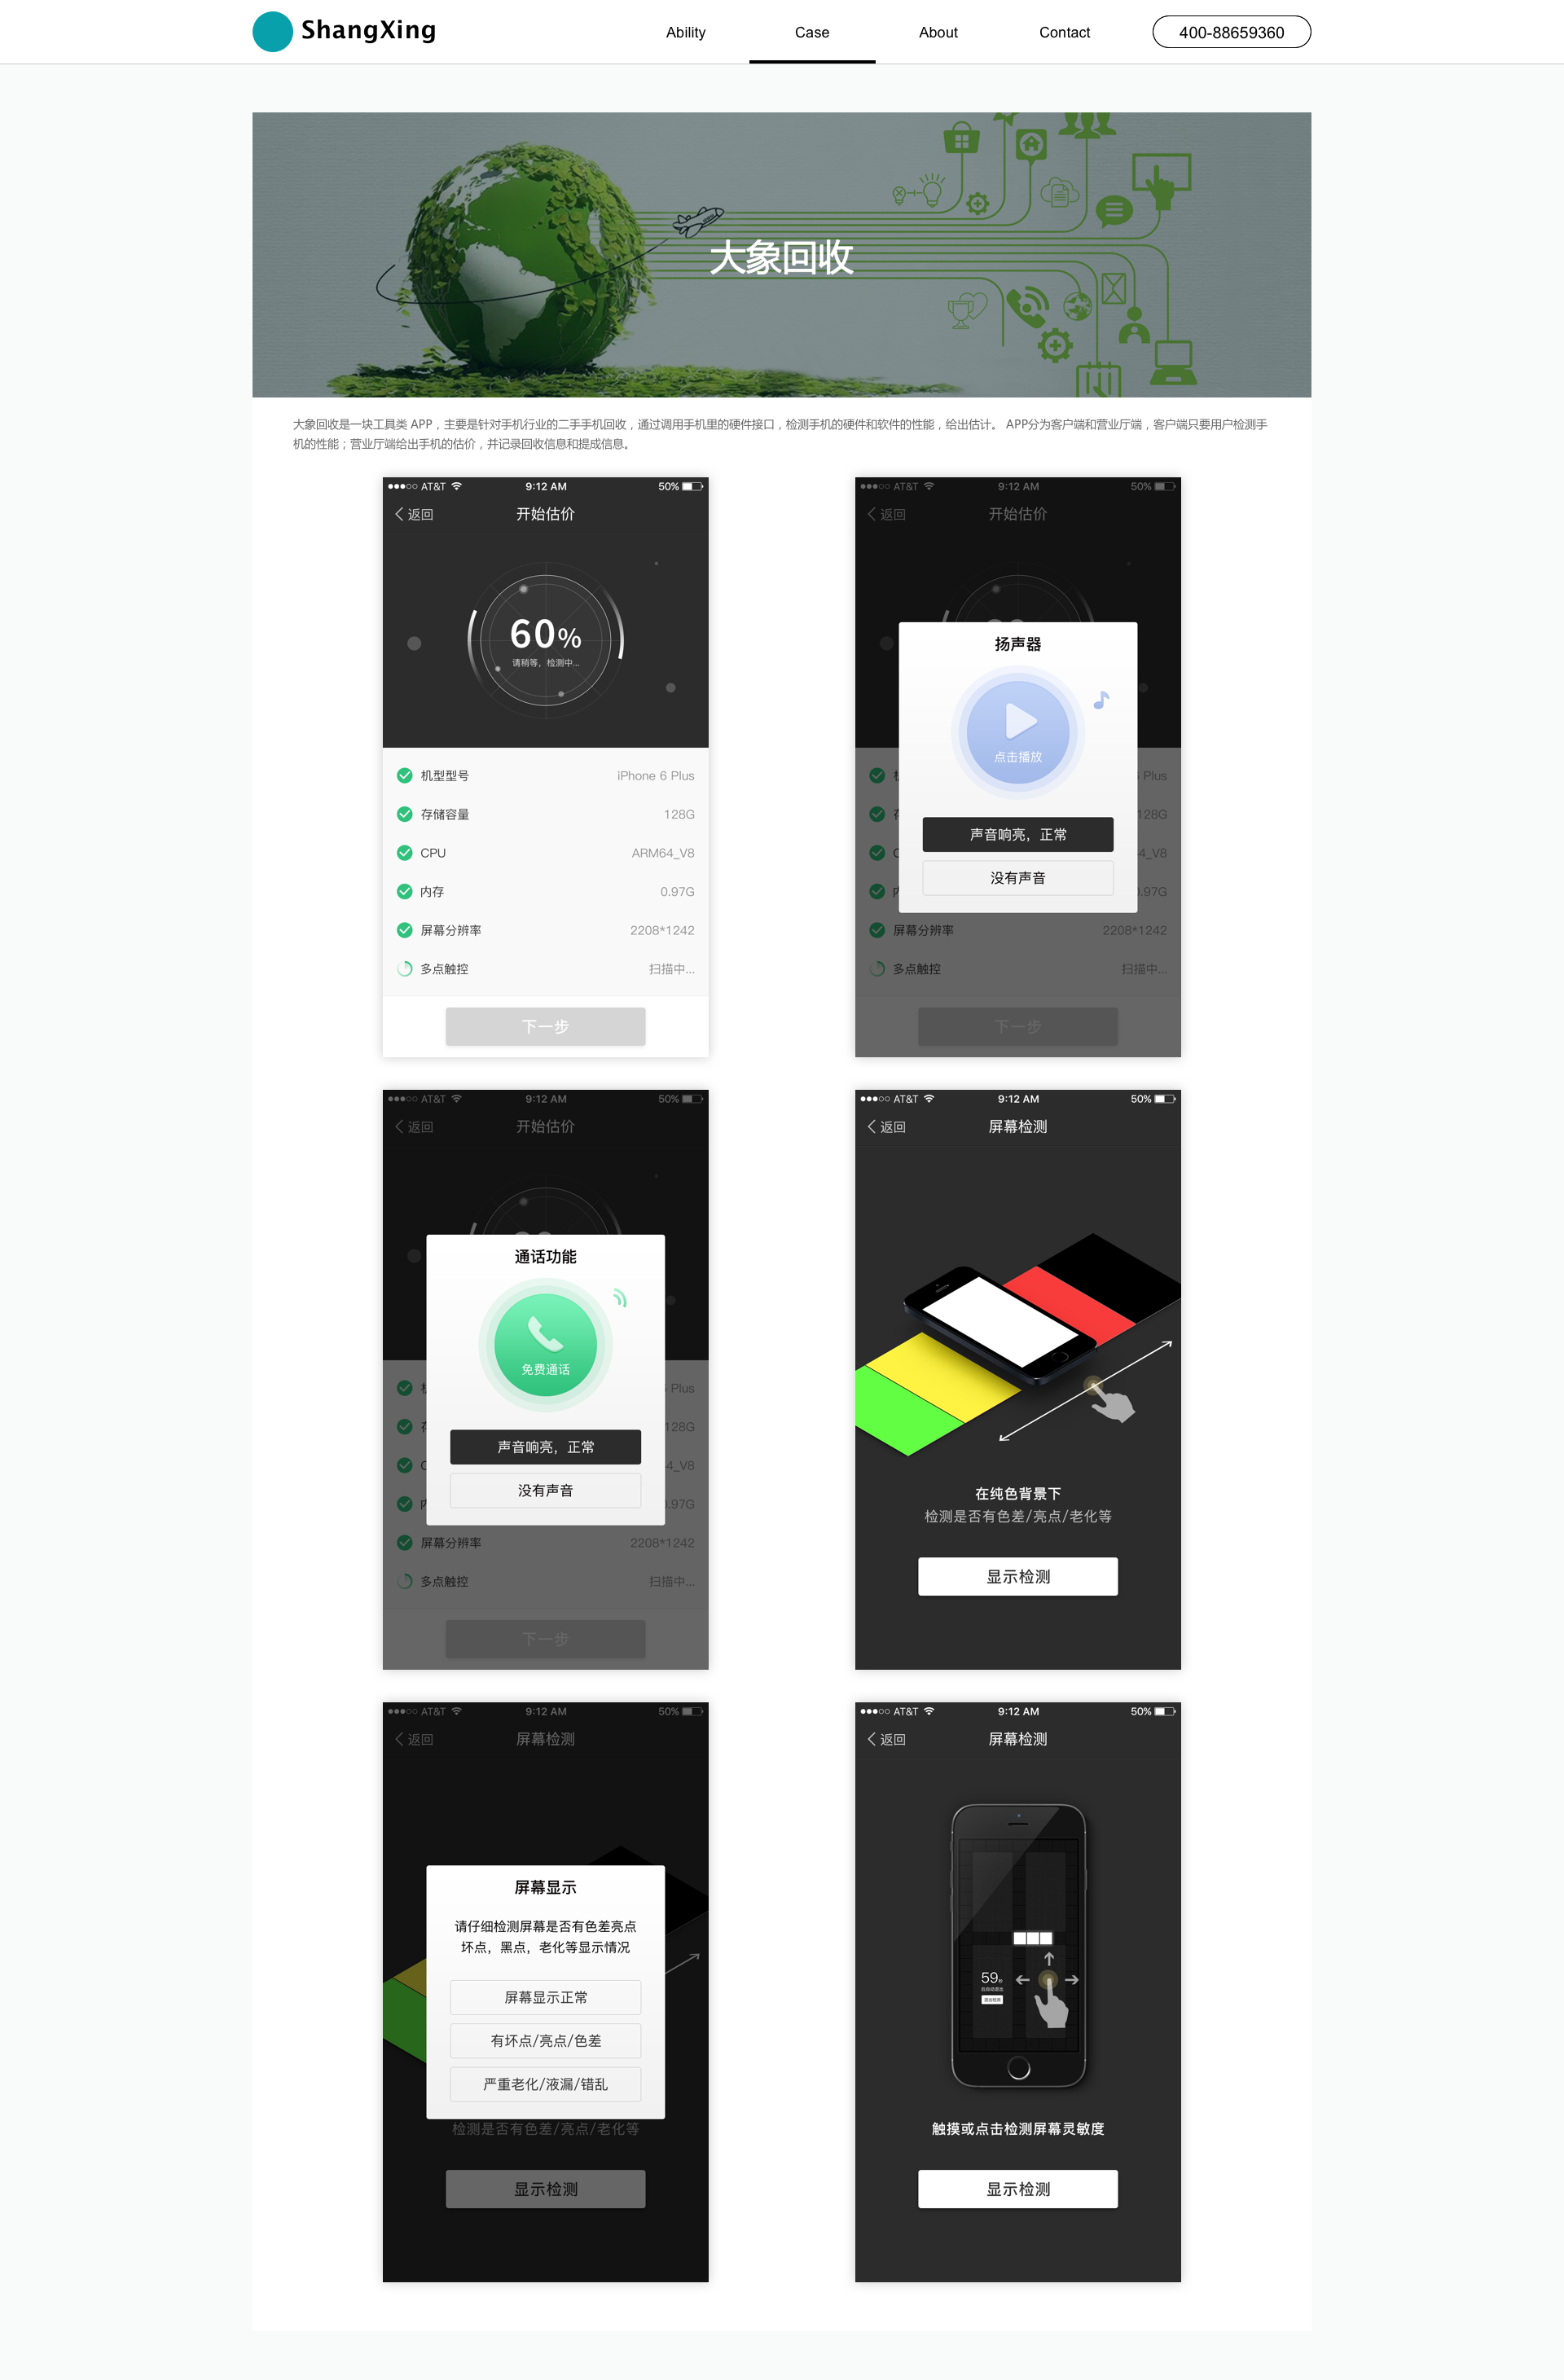 ShangXing
Ability
Case
About
Contact
400-88659360
大象回收
大象回收是一块工具类 APP，主要是针对手机行业的二手手机回收，通过调用手机里的硬件接口，检测手机的硬件和软件的性能，给出估计。 APP分为客户端和营业厅端，客户端只要用户检测手
机的性能；营业厅端给出手机的估价，并记录回收信息和提成信息。
AT&T 9:12 AM 50%
返回 开始估价
60%
请稍等，检测中...
机型型号 iPhone 6 Plus
存储容量 128G
CPU ARM64_V8
内存 0.97G
屏幕分辨率 2208*1242
多点触控 扫描中...
下一步
AT&T 9:12 AM 50%
返回 开始估价
扬声器
点击播放
Plus
128G
4_V8
.97G
声音响亮，正常
没有声音
屏幕分辨率 2208*1242
多点触控 扫描中...
下一步
AT&T 9:12 AM 50%
返回 开始估价
通话功能
免费通话
Plus
128G
4_V8
.97G
声音响亮，正常
没有声音
屏幕分辨率 2208*1242
多点触控 扫描中...
下一步
AT&T 9:12 AM 50%
返回 屏幕检测
在纯色背景下
检测是否有色差/亮点/老化等
显示检测
AT&T 9:12 AM 50%
返回 屏幕检测
屏幕显示
请仔细检测屏幕是否有色差亮点
坏点，黑点，老化等显示情况
屏幕显示正常
有坏点/亮点/色差
严重老化/液漏/错乱
检测是否有色差/亮点/老化等
显示检测
AT&T 9:12 AM 50%
返回 屏幕检测
59
触摸或点击检测屏幕灵敏度
显示检测